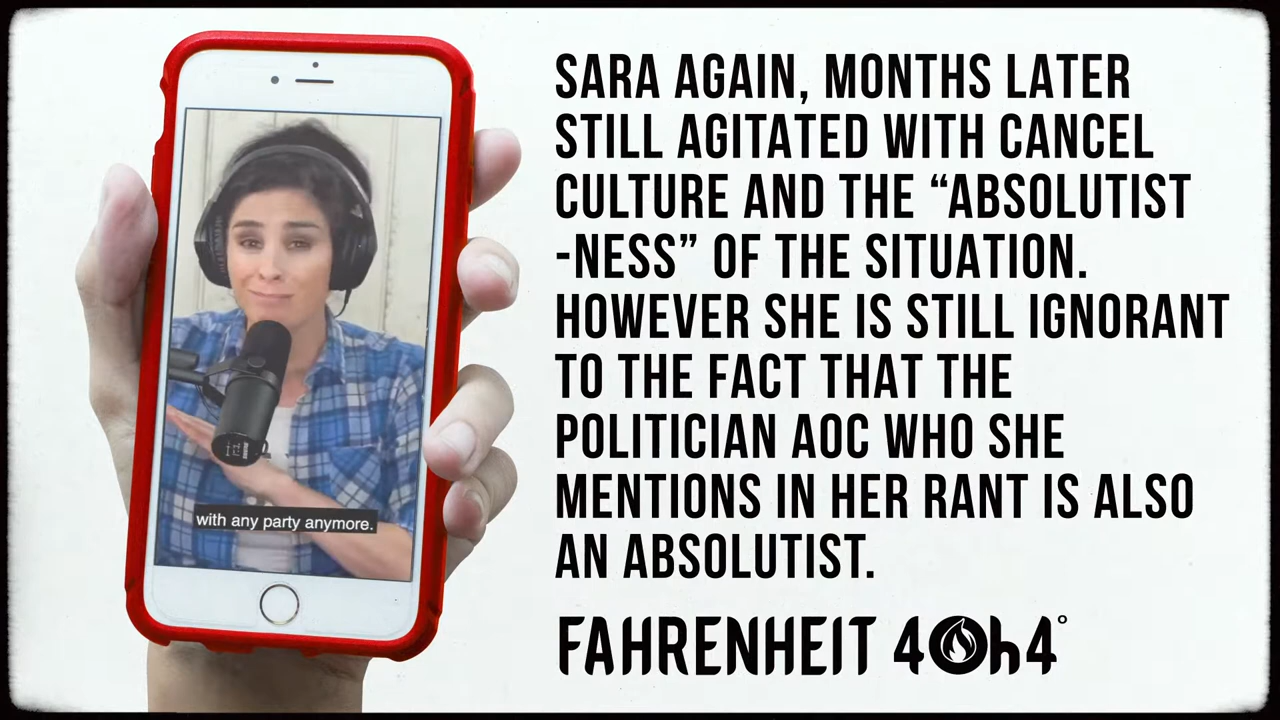 with any party anymore.
SARA AGAIN, MONTHS LATER
STILL AGITATED WITH CANCEL
CULTURE AND THE “ABSOLUTIST
-NESS” OF THE SITUATION.
HOWEVER SHE IS STILL IGNORANT
TO THE FACT THAT THE
POLITICIAN AOC WHO SHE
MENTIONS IN HER RANT IS ALSO
AN ABSOLUTIST.
FAHRENHEIT 4Oh4°